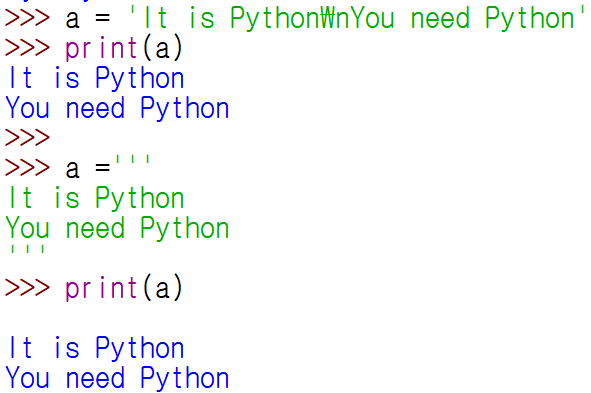 >>> a = 'It is Python₩nYou need Python'
>>> print(a)
It is Python
You need Python
>>>
>>> a ='''
It is Python
You need Python
'''
>>> print(a)

It is Python
You need Python